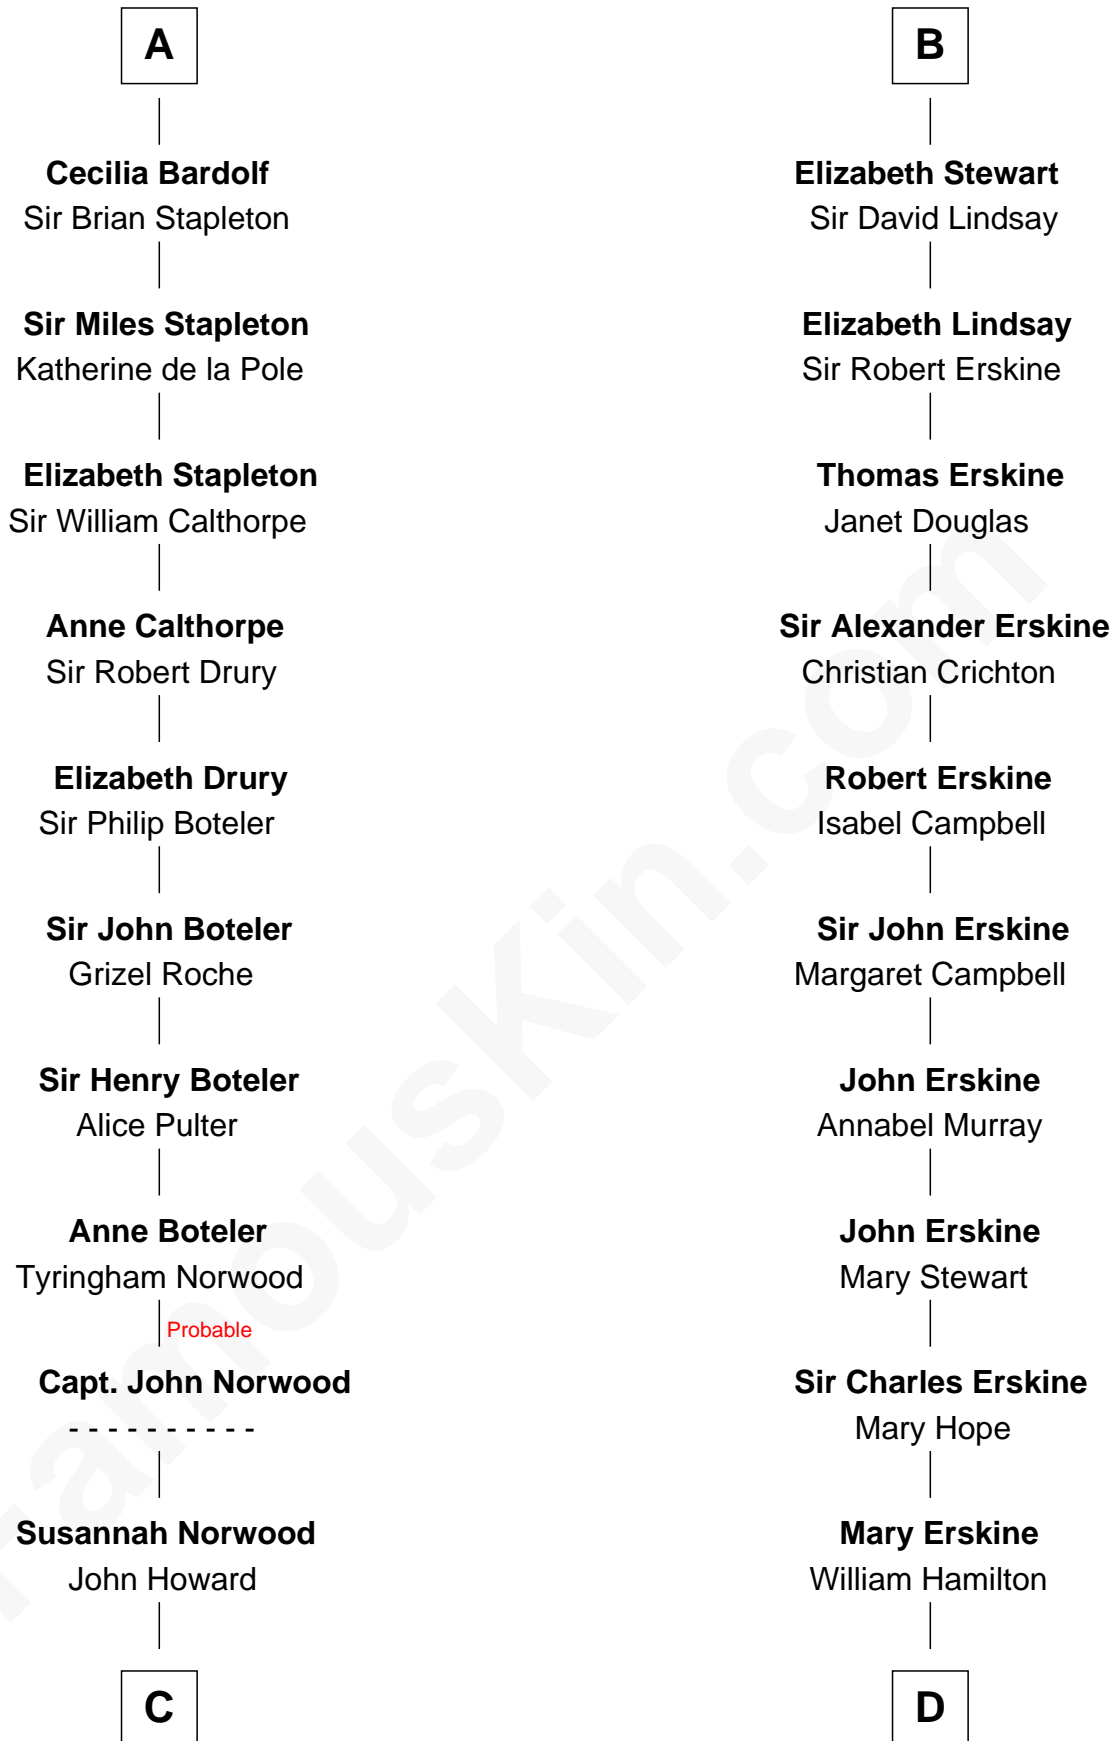 A
Cecilia Bardolf
Sir Brian Stapleton
Sir Miles Stapleton
Katherine de la Pole
Elizabeth Stapleton
Sir William Calthorpe
Anne Calthorpe
Sir Robert Drury
Elizabeth Drury
Sir Philip Boteler
Sir John Boteler
Grizel Roche
Sir Henry Boteler
Alice Pulter
Anne Boteler
Tyringham Norwood
Probable
Capt. John Norwood
- - - - - - - - - -
Susannah Norwood
John Howard
C
B
Elizabeth Stewart
Sir David Lindsay
Elizabeth Lindsay
Sir Robert Erskine
Thomas Erskine
Janet Douglas
Sir Alexander Erskine
Christian Crichton
Robert Erskine
Isabel Campbell
Sir John Erskine
Margaret Campbell
John Erskine
Annabel Murray
John Erskine
Mary Stewart
Sir Charles Erskine
Mary Hope
Mary Erskine
William Hamilton
D
FamousKin.com